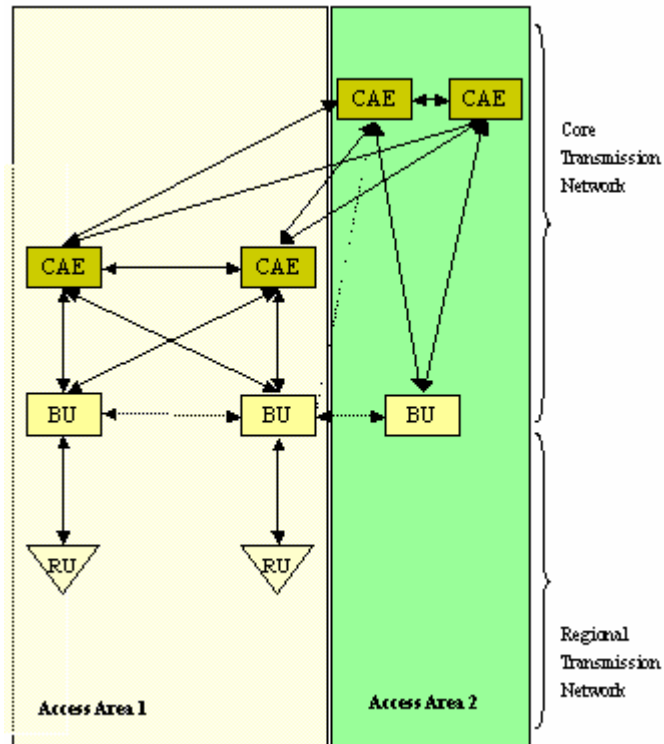 CAE CAE
Core
Transmission
Network
CAE CAE
BU BU BU
RU RU
Regional
Transmission
Network
Access Area 1 Access Area 2